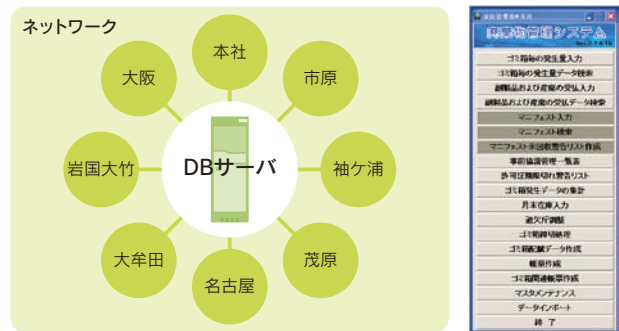 ネットワーク
本社
大阪
市原
岩国大竹
DBサーバ
袖ケ浦
大牟田
茂原
名古屋
廃棄物管理システム
ゴミ箱毎の発生量入力
ゴミ箱毎の発生量データ検索
副製品および産廃の受払入力
副製品および産廃の受払データ検索
マニフェスト入力
マニフェスト検索
マニフェスト未回収警告リスト作成
事前協議管理一覧表
許可証期限切れ警告リスト
ゴミ箱発生データの集計
月末在庫入力
過欠斤調整
ゴミ箱締切処理
ゴミ箱配賦データ作成
帳票作成
ゴミ箱関連帳票作成
マスタメンテナンス
データインポート
終 了